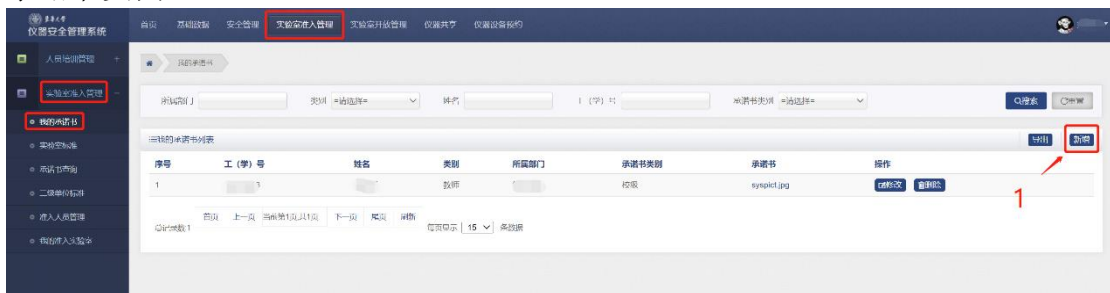 仪器安全管理系统
首页 基础数据 安全管理 实验室准入管理 实验室开放管理 仪器共享 仪器设备预约
人员培训管理 +
我的承诺书
实验室准入管理 -
所属部门 类别 =请选择= 姓名 工（学）号 承诺书类别 =请选择= 搜索 重置
我的承诺书
我的承诺书列表 导出 新增
实验室标准
序号 工（学）号 姓名 类别 所属部门 承诺书类别 承诺书 操作
承诺书查询
1 教师 校级 syspict.jpg 修改 删除
二级单位标准
1
准入人员管理
首页 上一页 当前第1页,共1页 下一页 尾页 刷新
总记录数1 每页显示 15 条数据
我的准入实验室